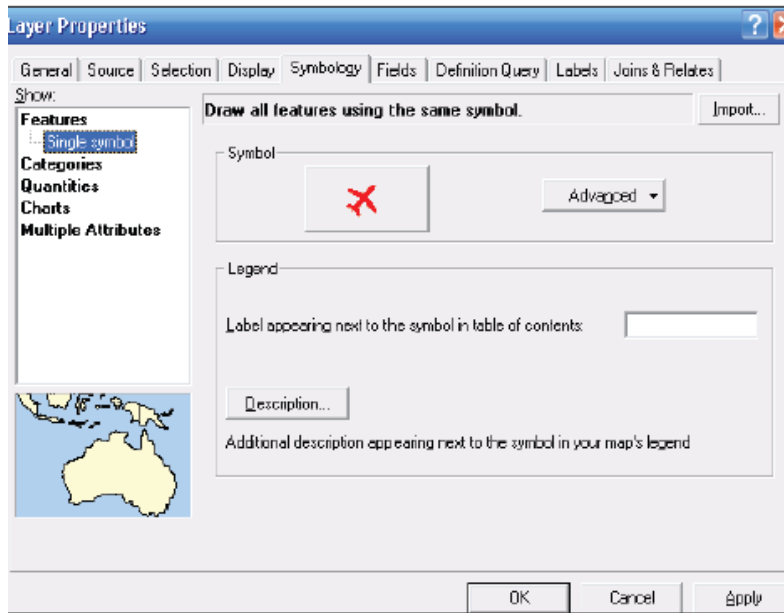 Layer Properties
?
General Source Selection Display Symbology Fields Definition Query Labels Joins & Relates
Show:
Features
Single symbol
Categories
Quantities
Charts
Multiple Attributes
Draw all features using the same symbol.
Import...
Symbol
Advanced
Legend
Label appearing next to the symbol in table of contents:
Description...
Additional description appearing next to the symbol in your map's legend
OK Cancel Apply